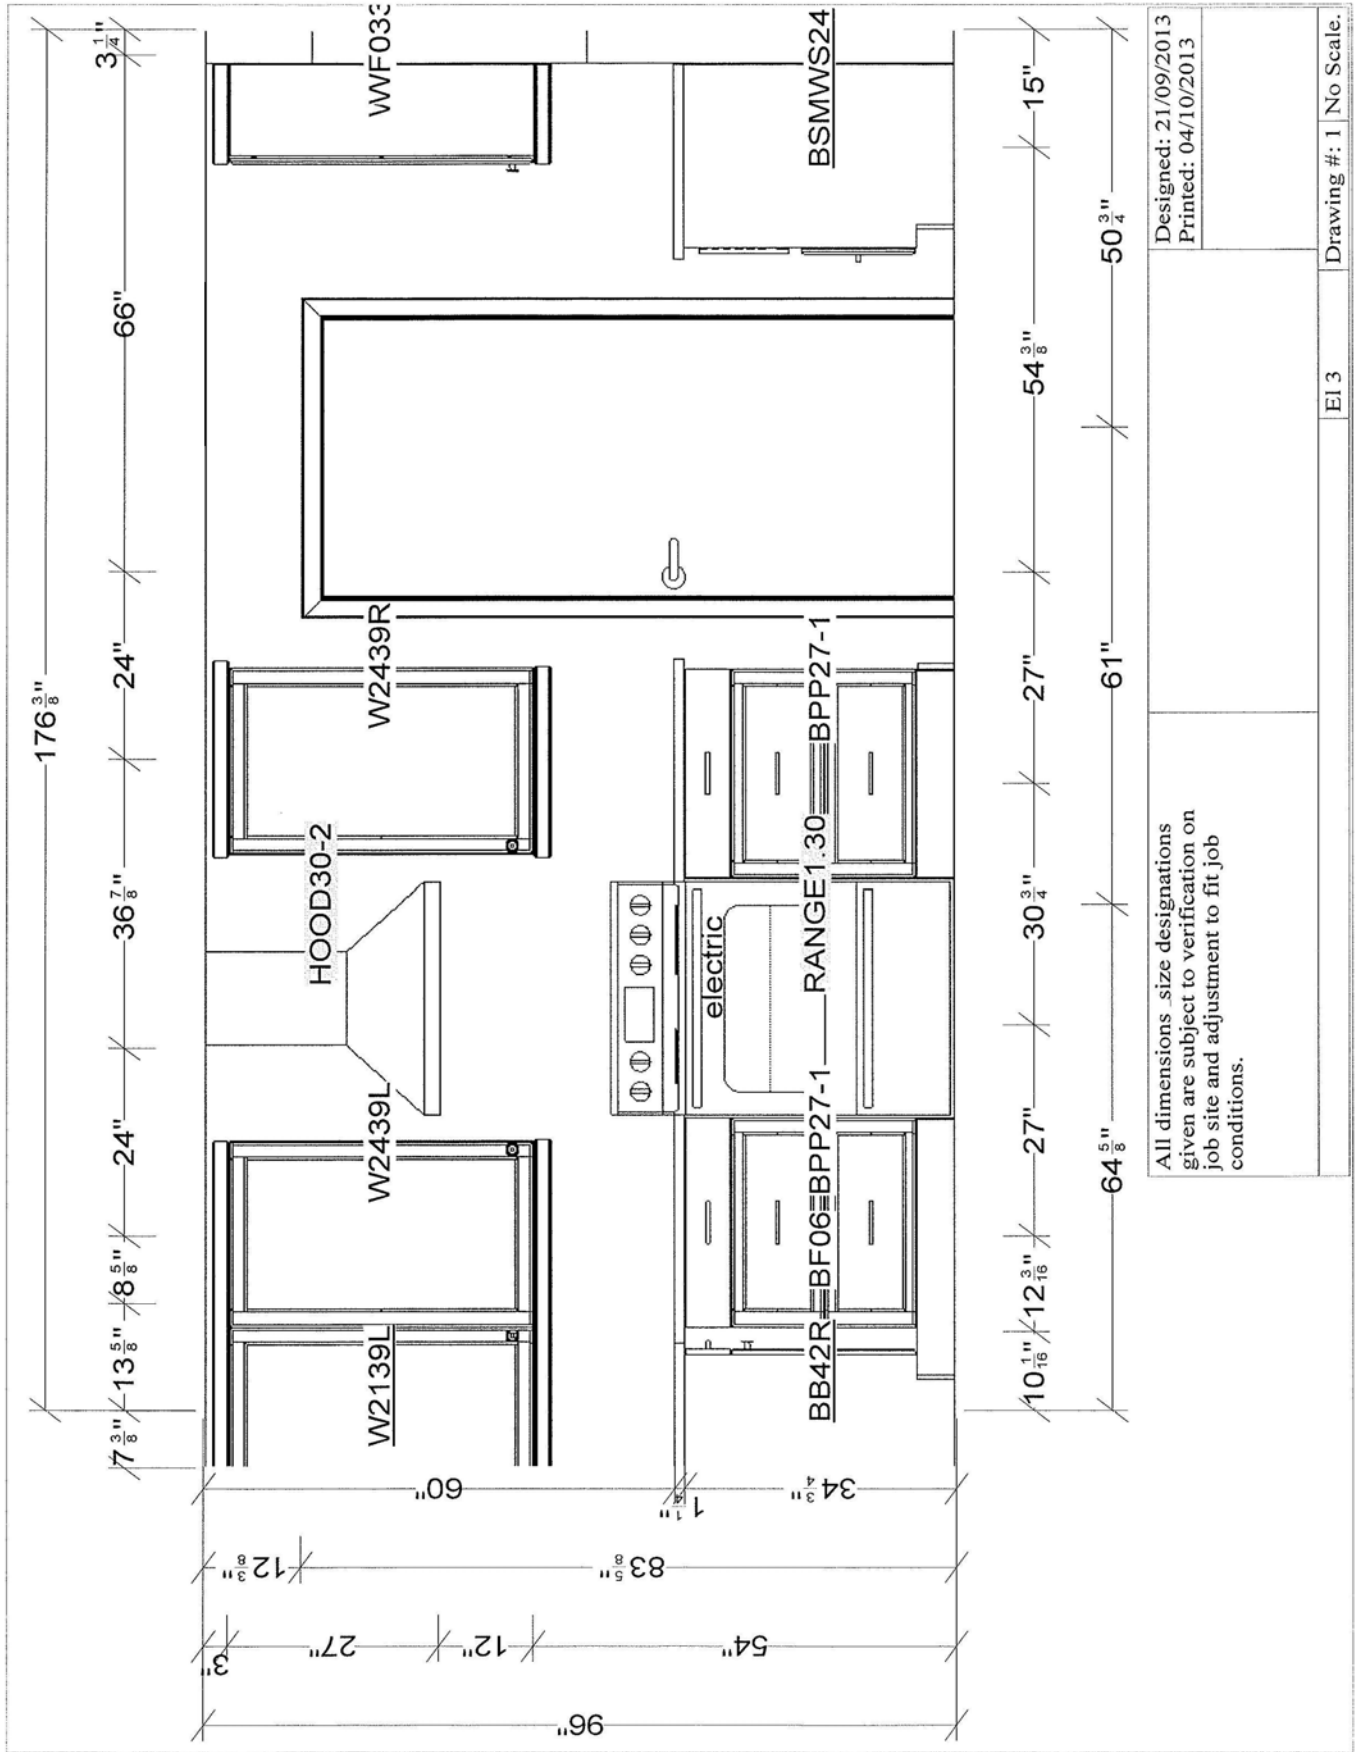 176 3/8"
7 3/8" 13 5/8" 8 5/8" 24" 36 7/8" 24" 66" 3 1/4"
W2139L W2439L HOOD30-2 W2439R WWF033
electric
BB42R BF06 BPP27-1 RANGE1.30 BPP27-1 BSMWS24
96"
3" 27" 12" 54"
12 3/8" 83 5/8"
60" 1 1/4" 34 3/4"
10 1/16" 12 3/16" 27" 30 3/4" 27" 54 3/8" 15"
64 5/8" 61" 50 3/4"
All dimensions size designations
given are subject to verification on
job site and adjustment to fit job
conditions.
Designed: 21/09/2013
Printed: 04/10/2013
El 3
Drawing #: 1
No Scale.